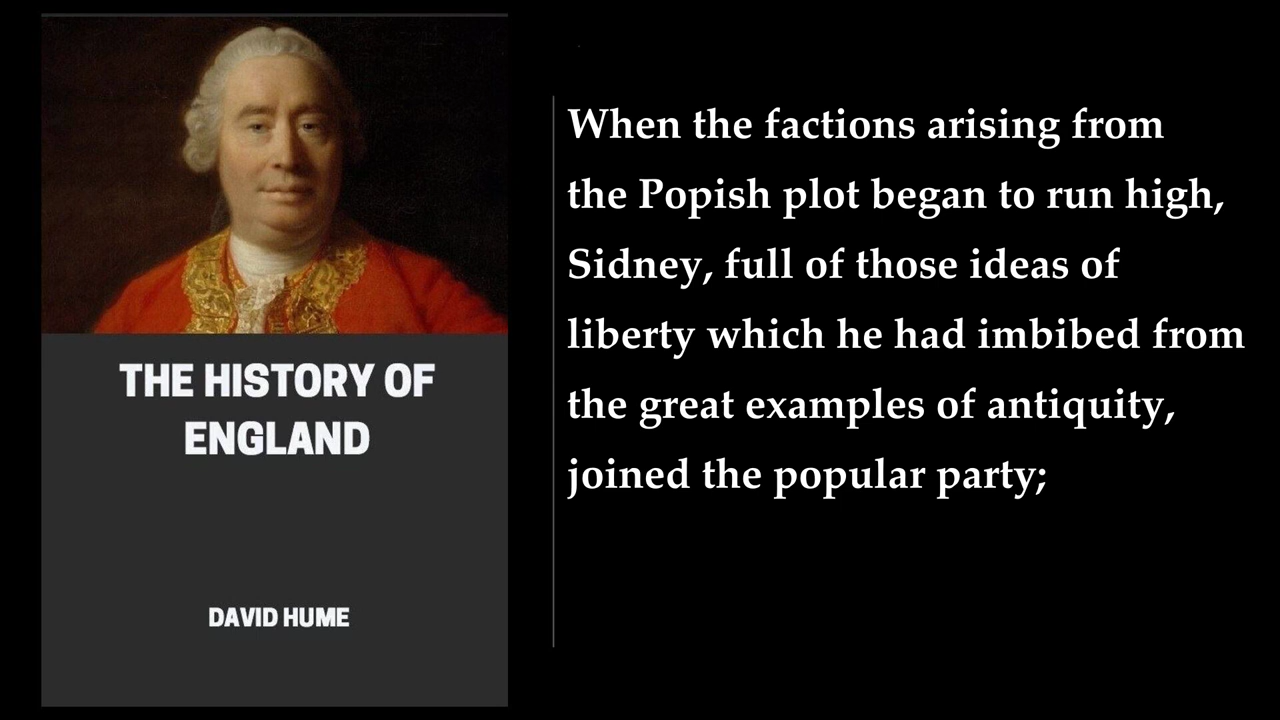 THE HISTORY OF
ENGLAND
DAVID HUME
When the factions arising from
the Popish plot began to run high,
Sidney, full of those ideas of
liberty which he had imbibed from
the great examples of antiquity,
joined the popular party;